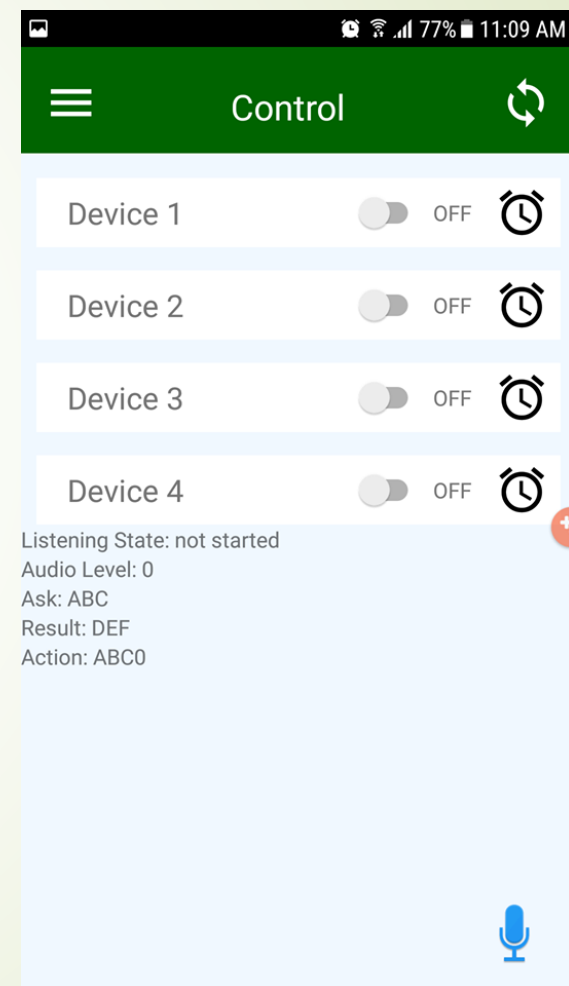 77% 11:09 AM
Control
Device 1 OFF
Device 2 OFF
Device 3 OFF
Device 4 OFF
Listening State: not started
Audio Level: 0
Ask: ABC
Result: DEF
Action: ABC0